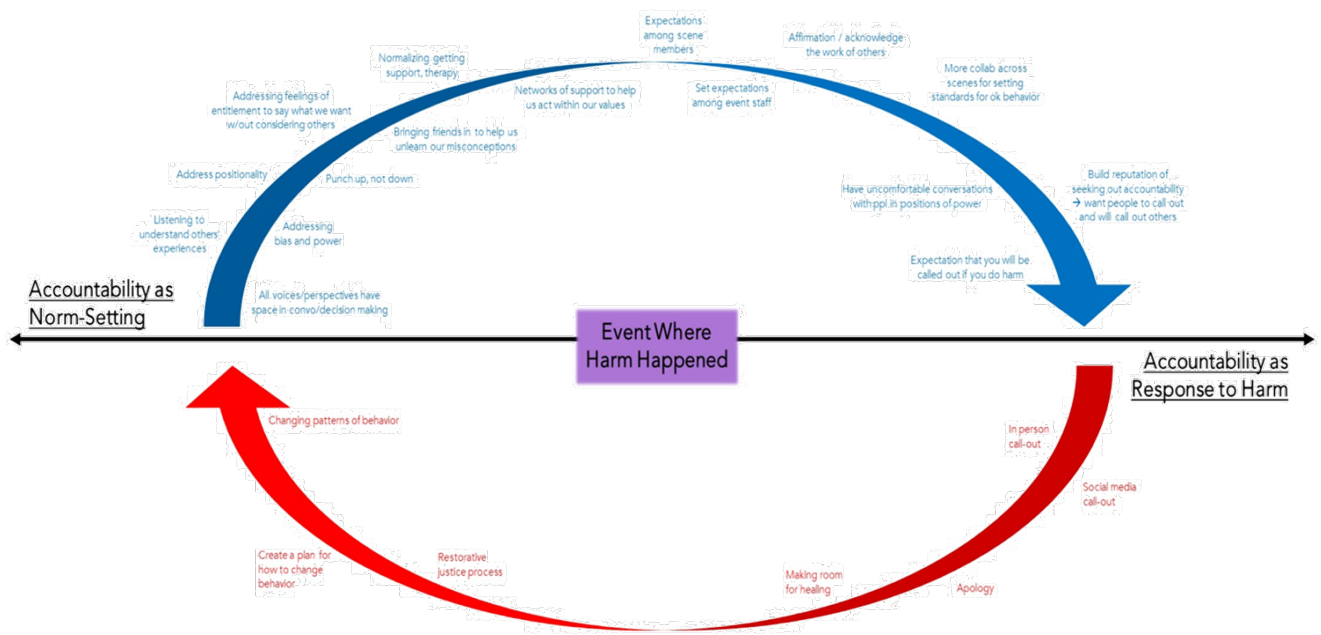 Expectations
among scene
members
Affirmation / acknowledge
the work of others
Normalizing getting
support, therapy
More collab across
scenes for setting
standards for ok behavior
Networks of support to help
us act within our values
Set expectations
among event staff
Addressing feelings of
entitlement to say what we want
w/out considering others
Bringing friends in to help us
unlearn our misconceptions
Address positionality
Punch up, not down
Have uncomfortable conversations
with ppl in positions of power
Build reputation of
seeking out accountability
→ want people to call out
and will call out others
Listening to
understand others'
experiences
Addressing
bias and power
Expectation that you will be
called out if you do harm
All voices/perspectives have
space in convo/decision making
Accountability as
Norm-Setting
Event Where
Harm Happened
Accountability as
Response to Harm
Changing patterns of behavior
In person
call-out
Social media
call-out
Create a plan for
how to change
behavior
Restorative
justice process
Making room
for healing
Apology